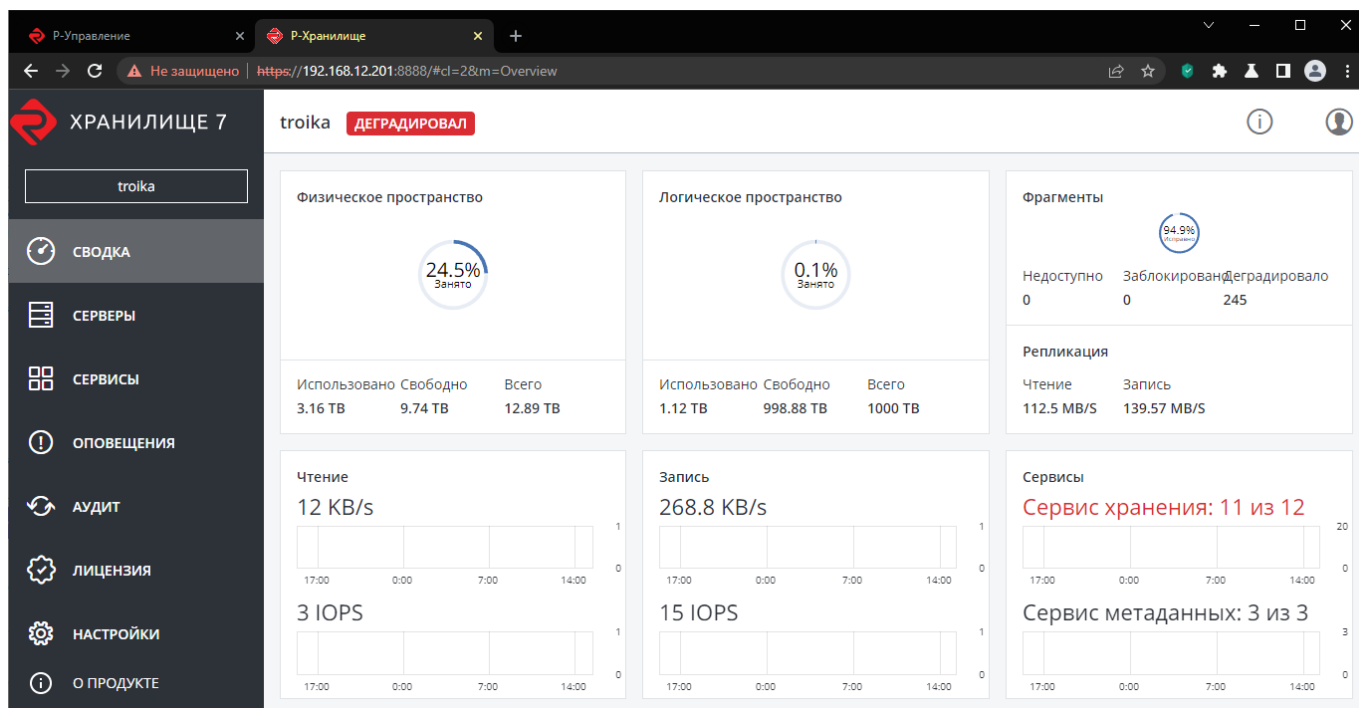 Р-Управление
Р-Хранилище
Не защищено
https://192.168.12.201:8888/#cl=2&m=Overview
ХРАНИЛИЩЕ 7
troika ДЕГРАДИРОВАЛ
troika
СВОДКА
СЕРВЕРЫ
СЕРВИСЫ
ОПОВЕЩЕНИЯ
АУДИТ
ЛИЦЕНЗИЯ
НАСТРОЙКИ
О ПРОДУКТЕ
Физическое пространство
24.5%
Занято
Использовано Свободно Всего
3.16 TB 9.74 TB 12.89 TB
Логическое пространство
0.1%
Занято
Использовано Свободно Всего
1.12 TB 998.88 TB 1000 TB
Фрагменты
94.9%
Исправно
Недоступно Заблокировано Деградировало
0 0 245
Репликация
Чтение Запись
112.5 MB/S 139.57 MB/S
Чтение
12 KB/s
1
0
17:00 0:00 7:00 14:00
3 IOPS
1
0
17:00 0:00 7:00 14:00
Запись
268.8 KB/s
1
0
17:00 0:00 7:00 14:00
15 IOPS
1
0
17:00 0:00 7:00 14:00
Сервисы
Сервис хранения: 11 из 12
20
0
17:00 0:00 7:00 14:00
Сервис метаданных: 3 из 3
3
0
17:00 0:00 7:00 14:00